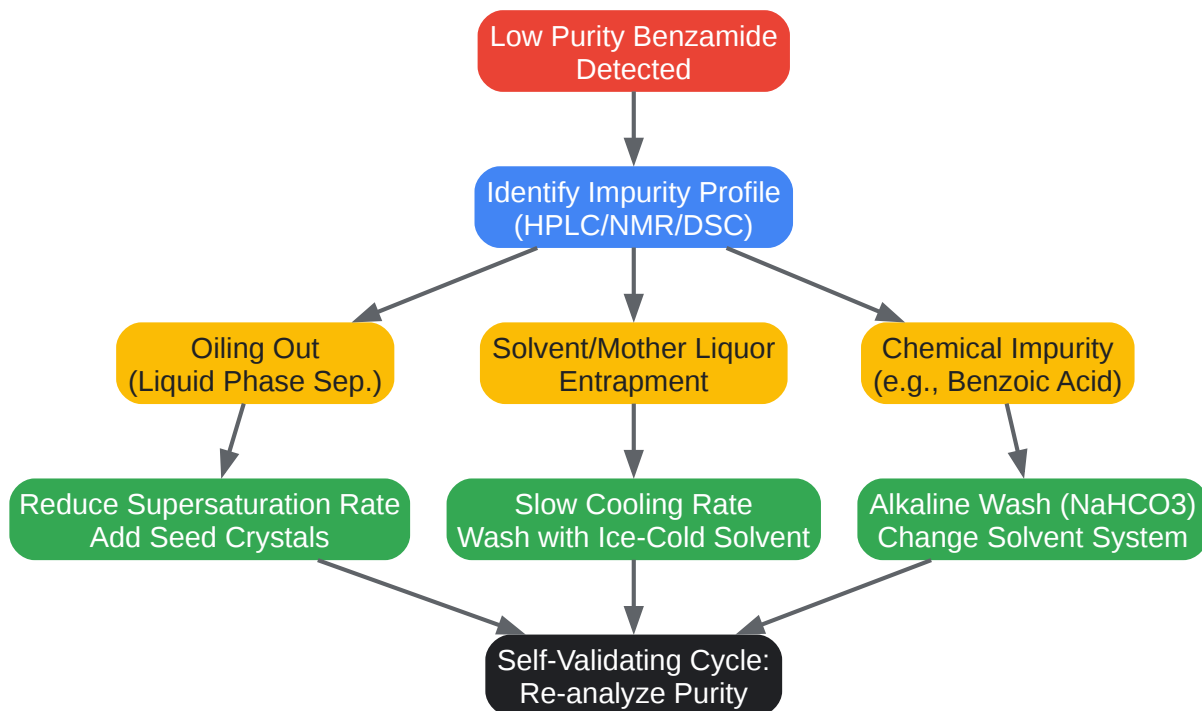 Low Purity Benzamide
Detected
Identify Impurity Profile
(HPLC/NMR/DSC)
Oiling Out
(Liquid Phase Sep.)
Solvent/Mother Liquor
Entrapment
Chemical Impurity
(e.g., Benzoic Acid)
Reduce Supersaturation Rate
Add Seed Crystals
Slow Cooling Rate
Wash with Ice-Cold Solvent
Alkaline Wash (NaHCO3)
Change Solvent System
Self-Validating Cycle:
Re-analyze Purity